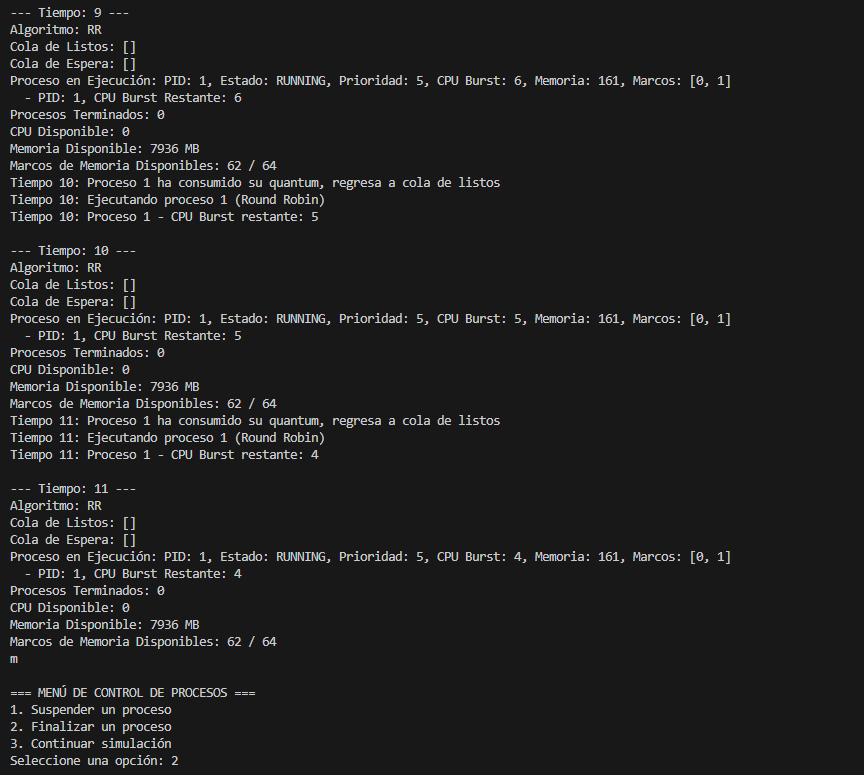 --- Tiempo: 9 ---
Algoritmo: RR
Cola de Listos: []
Cola de Espera: []
Proceso en Ejecución: PID: 1, Estado: RUNNING, Prioridad: 5, CPU Burst: 6, Memoria: 161, Marcos: [0, 1]
- PID: 1, CPU Burst Restante: 6
Procesos Terminados: 0
CPU Disponible: 0
Memoria Disponible: 7936 MB
Marcos de Memoria Disponibles: 62 / 64
Tiempo 10: Proceso 1 ha consumido su quantum, regresa a cola de listos
Tiempo 10: Ejecutando proceso 1 (Round Robin)
Tiempo 10: Proceso 1 - CPU Burst restante: 5

--- Tiempo: 10 ---
Algoritmo: RR
Cola de Listos: []
Cola de Espera: []
Proceso en Ejecución: PID: 1, Estado: RUNNING, Prioridad: 5, CPU Burst: 5, Memoria: 161, Marcos: [0, 1]
- PID: 1, CPU Burst Restante: 5
Procesos Terminados: 0
CPU Disponible: 0
Memoria Disponible: 7936 MB
Marcos de Memoria Disponibles: 62 / 64
Tiempo 11: Proceso 1 ha consumido su quantum, regresa a cola de listos
Tiempo 11: Ejecutando proceso 1 (Round Robin)
Tiempo 11: Proceso 1 - CPU Burst restante: 4

--- Tiempo: 11 ---
Algoritmo: RR
Cola de Listos: []
Cola de Espera: []
Proceso en Ejecución: PID: 1, Estado: RUNNING, Prioridad: 5, CPU Burst: 4, Memoria: 161, Marcos: [0, 1]
- PID: 1, CPU Burst Restante: 4
Procesos Terminados: 0
CPU Disponible: 0
Memoria Disponible: 7936 MB
Marcos de Memoria Disponibles: 62 / 64
m

=== MENÚ DE CONTROL DE PROCESOS ===
1. Suspender un proceso
2. Finalizar un proceso
3. Continuar simulación
Seleccione una opción: 2